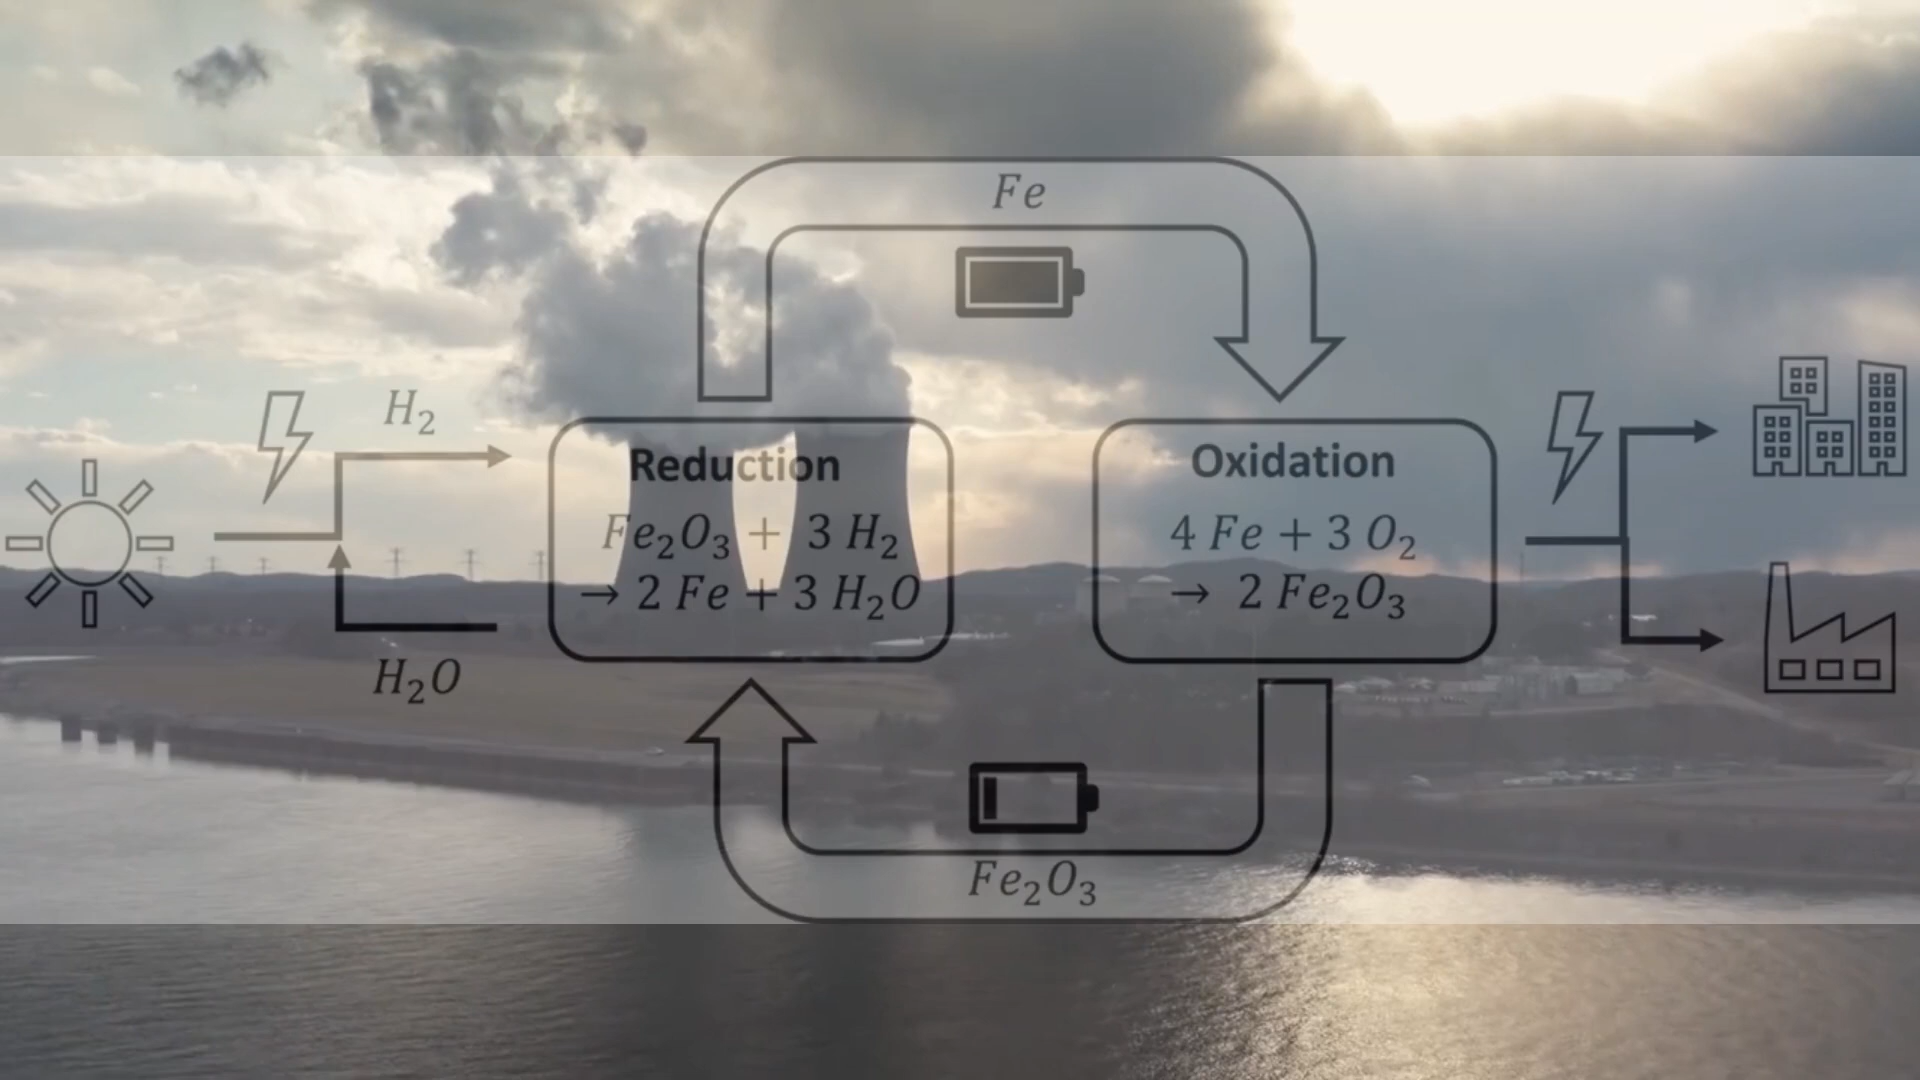 Fe
H₂
Reduction
Fe₂O₃ + 3 H₂
→ 2 Fe + 3 H₂O
Oxidation
4 Fe + 3 O₂
→ 2 Fe₂O₃
H₂O
Fe₂O₃